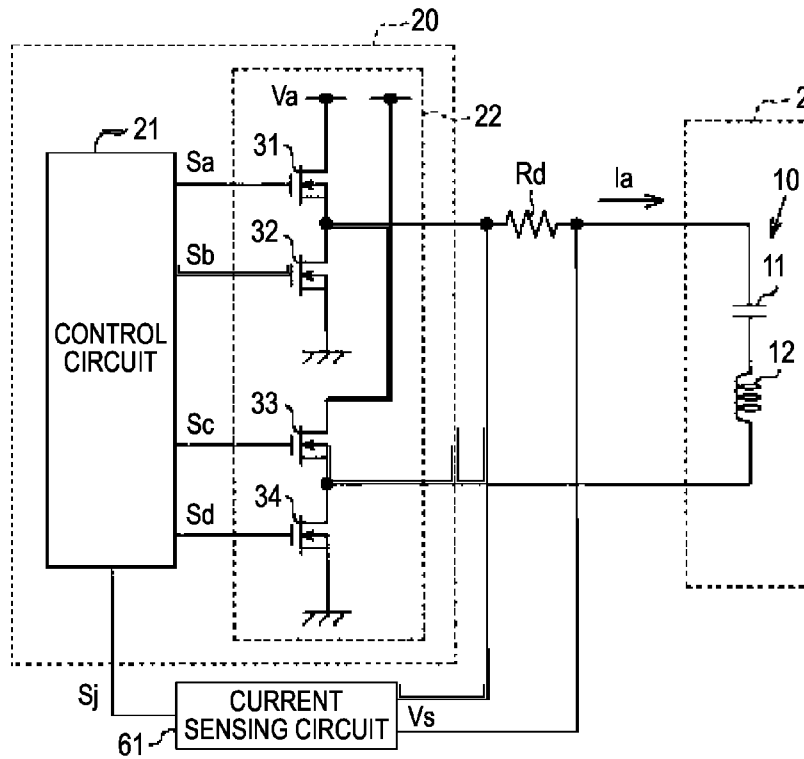 20
2
Va
22
21
31
Sa
Rd
Ia
10
32
11
Sb
CONTROL
CIRCUIT
12
33
Sc
34
Sd
Sj
CURRENT
SENSING CIRCUIT
Vs
61